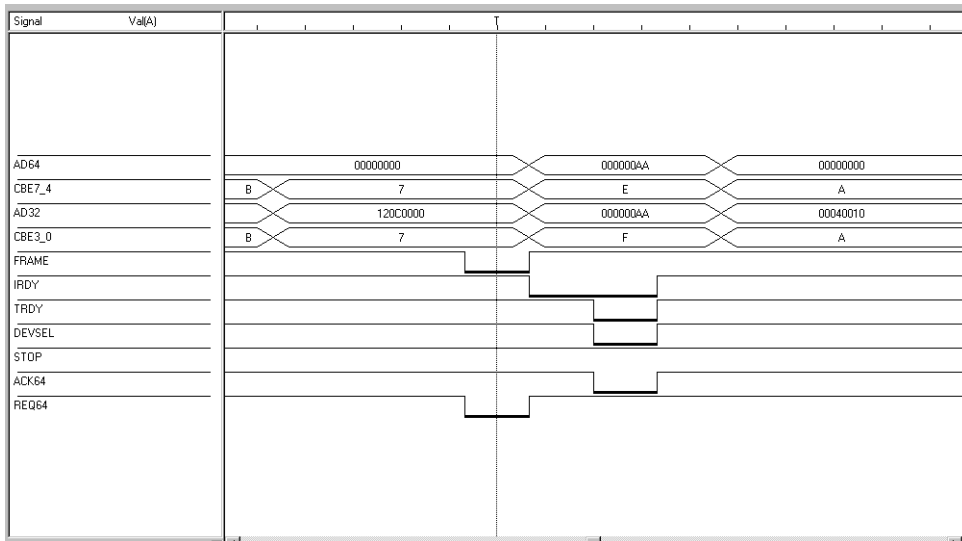 Signal Val(A) T
AD64 00000000 000000AA 00000000
CBE7_4 B 7 E A
AD32 120C0000 000000AA 00040010
CBE3_0 B 7 F A
FRAME
IRDY
TRDY
DEVSEL
STOP
ACK64
REQ64